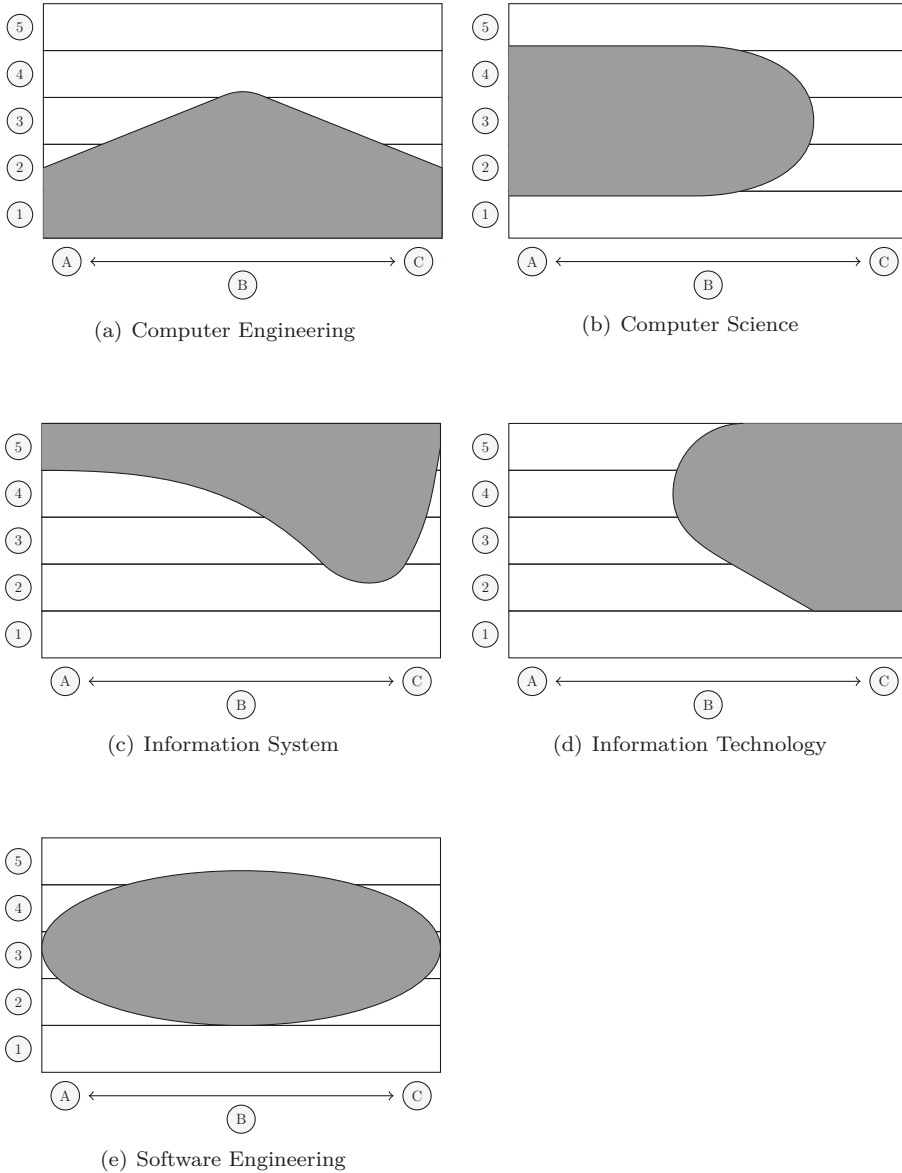 5
4
3
2
1
A
B
C
(a) Computer Engineering
5
4
3
2
1
A
B
C
(b) Computer Science
5
4
3
2
1
A
B
C
(c) Information System
5
4
3
2
1
A
B
C
(d) Information Technology
5
4
3
2
1
A
B
C
(e) Software Engineering